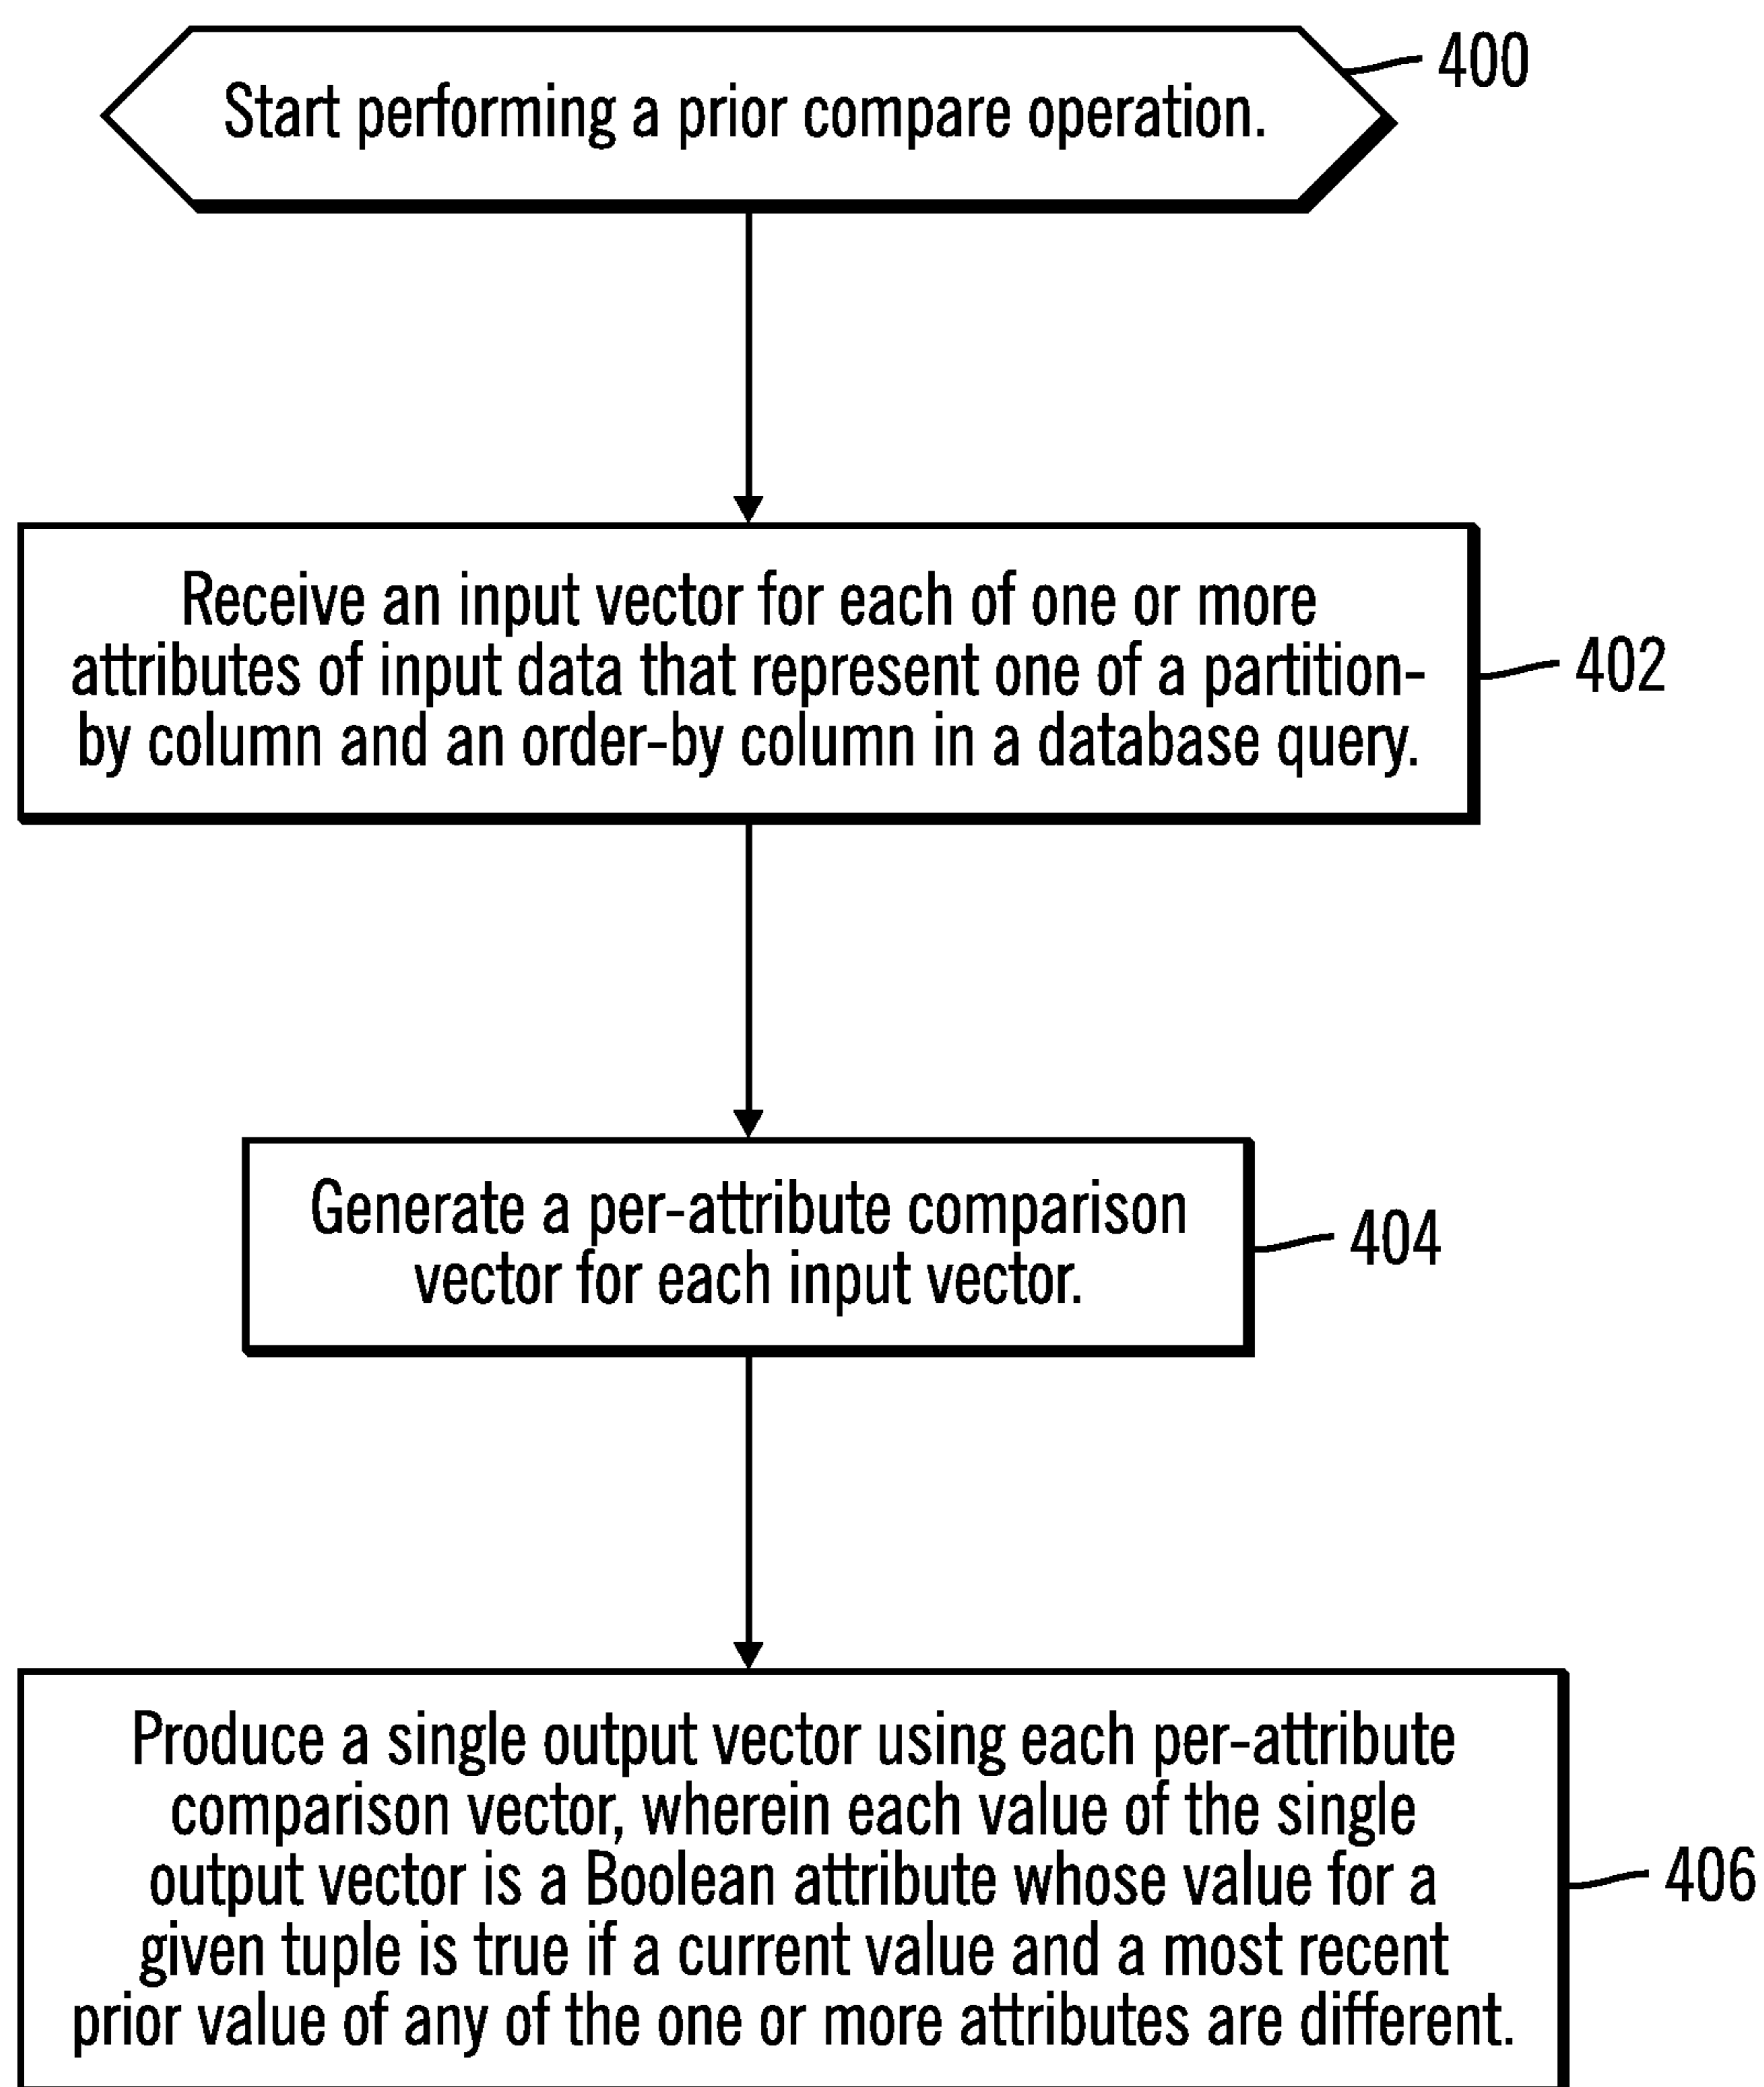 Start performing a prior compare operation.
400
Receive an input vector for each of one or more
attributes of input data that represent one of a partition-
by column and an order-by column in a database query.
402
Generate a per-attribute comparison
vector for each input vector.
404
Produce a single output vector using each per-attribute
comparison vector, wherein each value of the single
output vector is a Boolean attribute whose value for a
given tuple is true if a current value and a most recent
prior value of any of the one or more attributes are different.
406